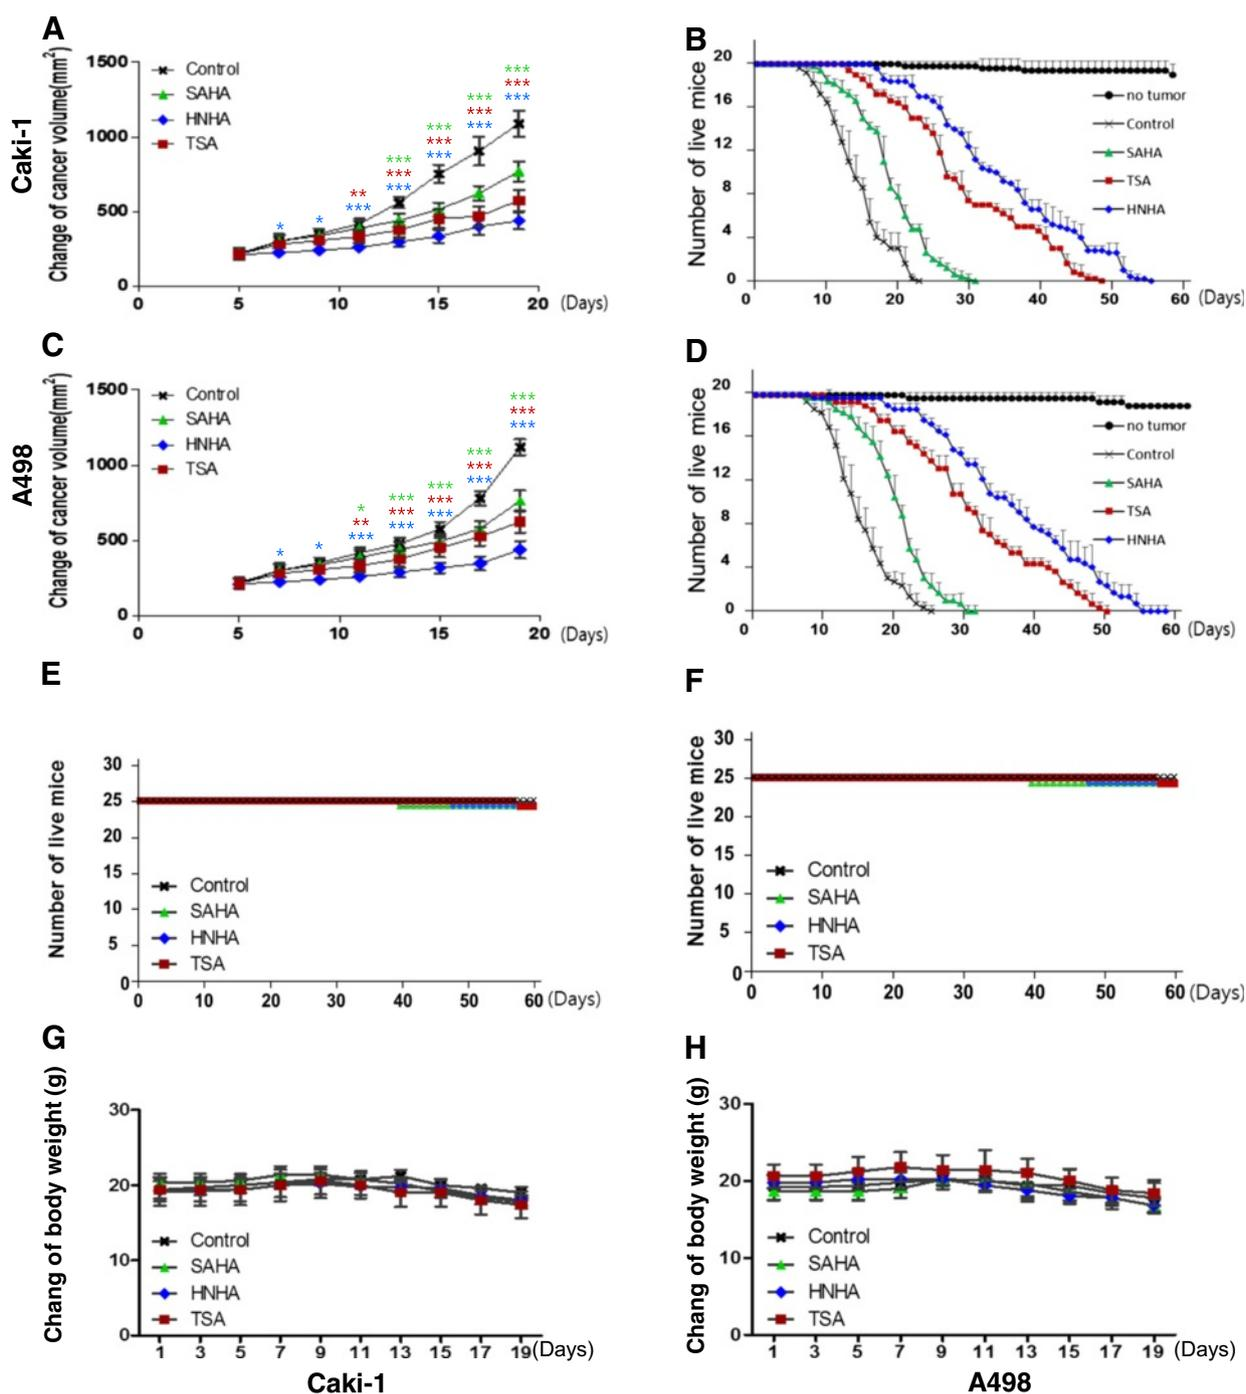 A
Caki-1
Change of cancer volume(mm²)
1500
1000
500
0
0 5 10 15 20 (Days)
Control
SAHA
HNHA
TSA
*
*
**
***
***
***
***
***
***
***
***
***
***
***
***
***
B
Number of live mice
20
16
12
8
4
0
0 10 20 30 40 50 60 (Days)
no tumor
Control
SAHA
TSA
HNHA
C
A498
Change of cancer volume(mm²)
1500
1000
500
0
0 5 10 15 20 (Days)
Control
SAHA
HNHA
TSA
*
*
*
**
***
***
***
***
***
***
***
***
***
***
***
***
***
D
Number of live mice
20
16
12
8
4
0
0 10 20 30 40 50 60 (Days)
no tumor
Control
SAHA
TSA
HNHA
E
Number of live mice
30
25
20
15
10
5
0
0 10 20 30 40 50 60 (Days)
Control
SAHA
HNHA
TSA
F
Number of live mice
30
25
20
15
10
5
0
0 10 20 30 40 50 60 (Days)
Control
SAHA
HNHA
TSA
G
Chang of body weight (g)
30
20
10
0
1 3 5 7 9 11 13 15 17 19 (Days)
Control
SAHA
HNHA
TSA
Caki-1
H
Chang of body weight (g)
30
20
10
0
1 3 5 7 9 11 13 15 17 19 (Days)
Control
SAHA
HNHA
TSA
A498